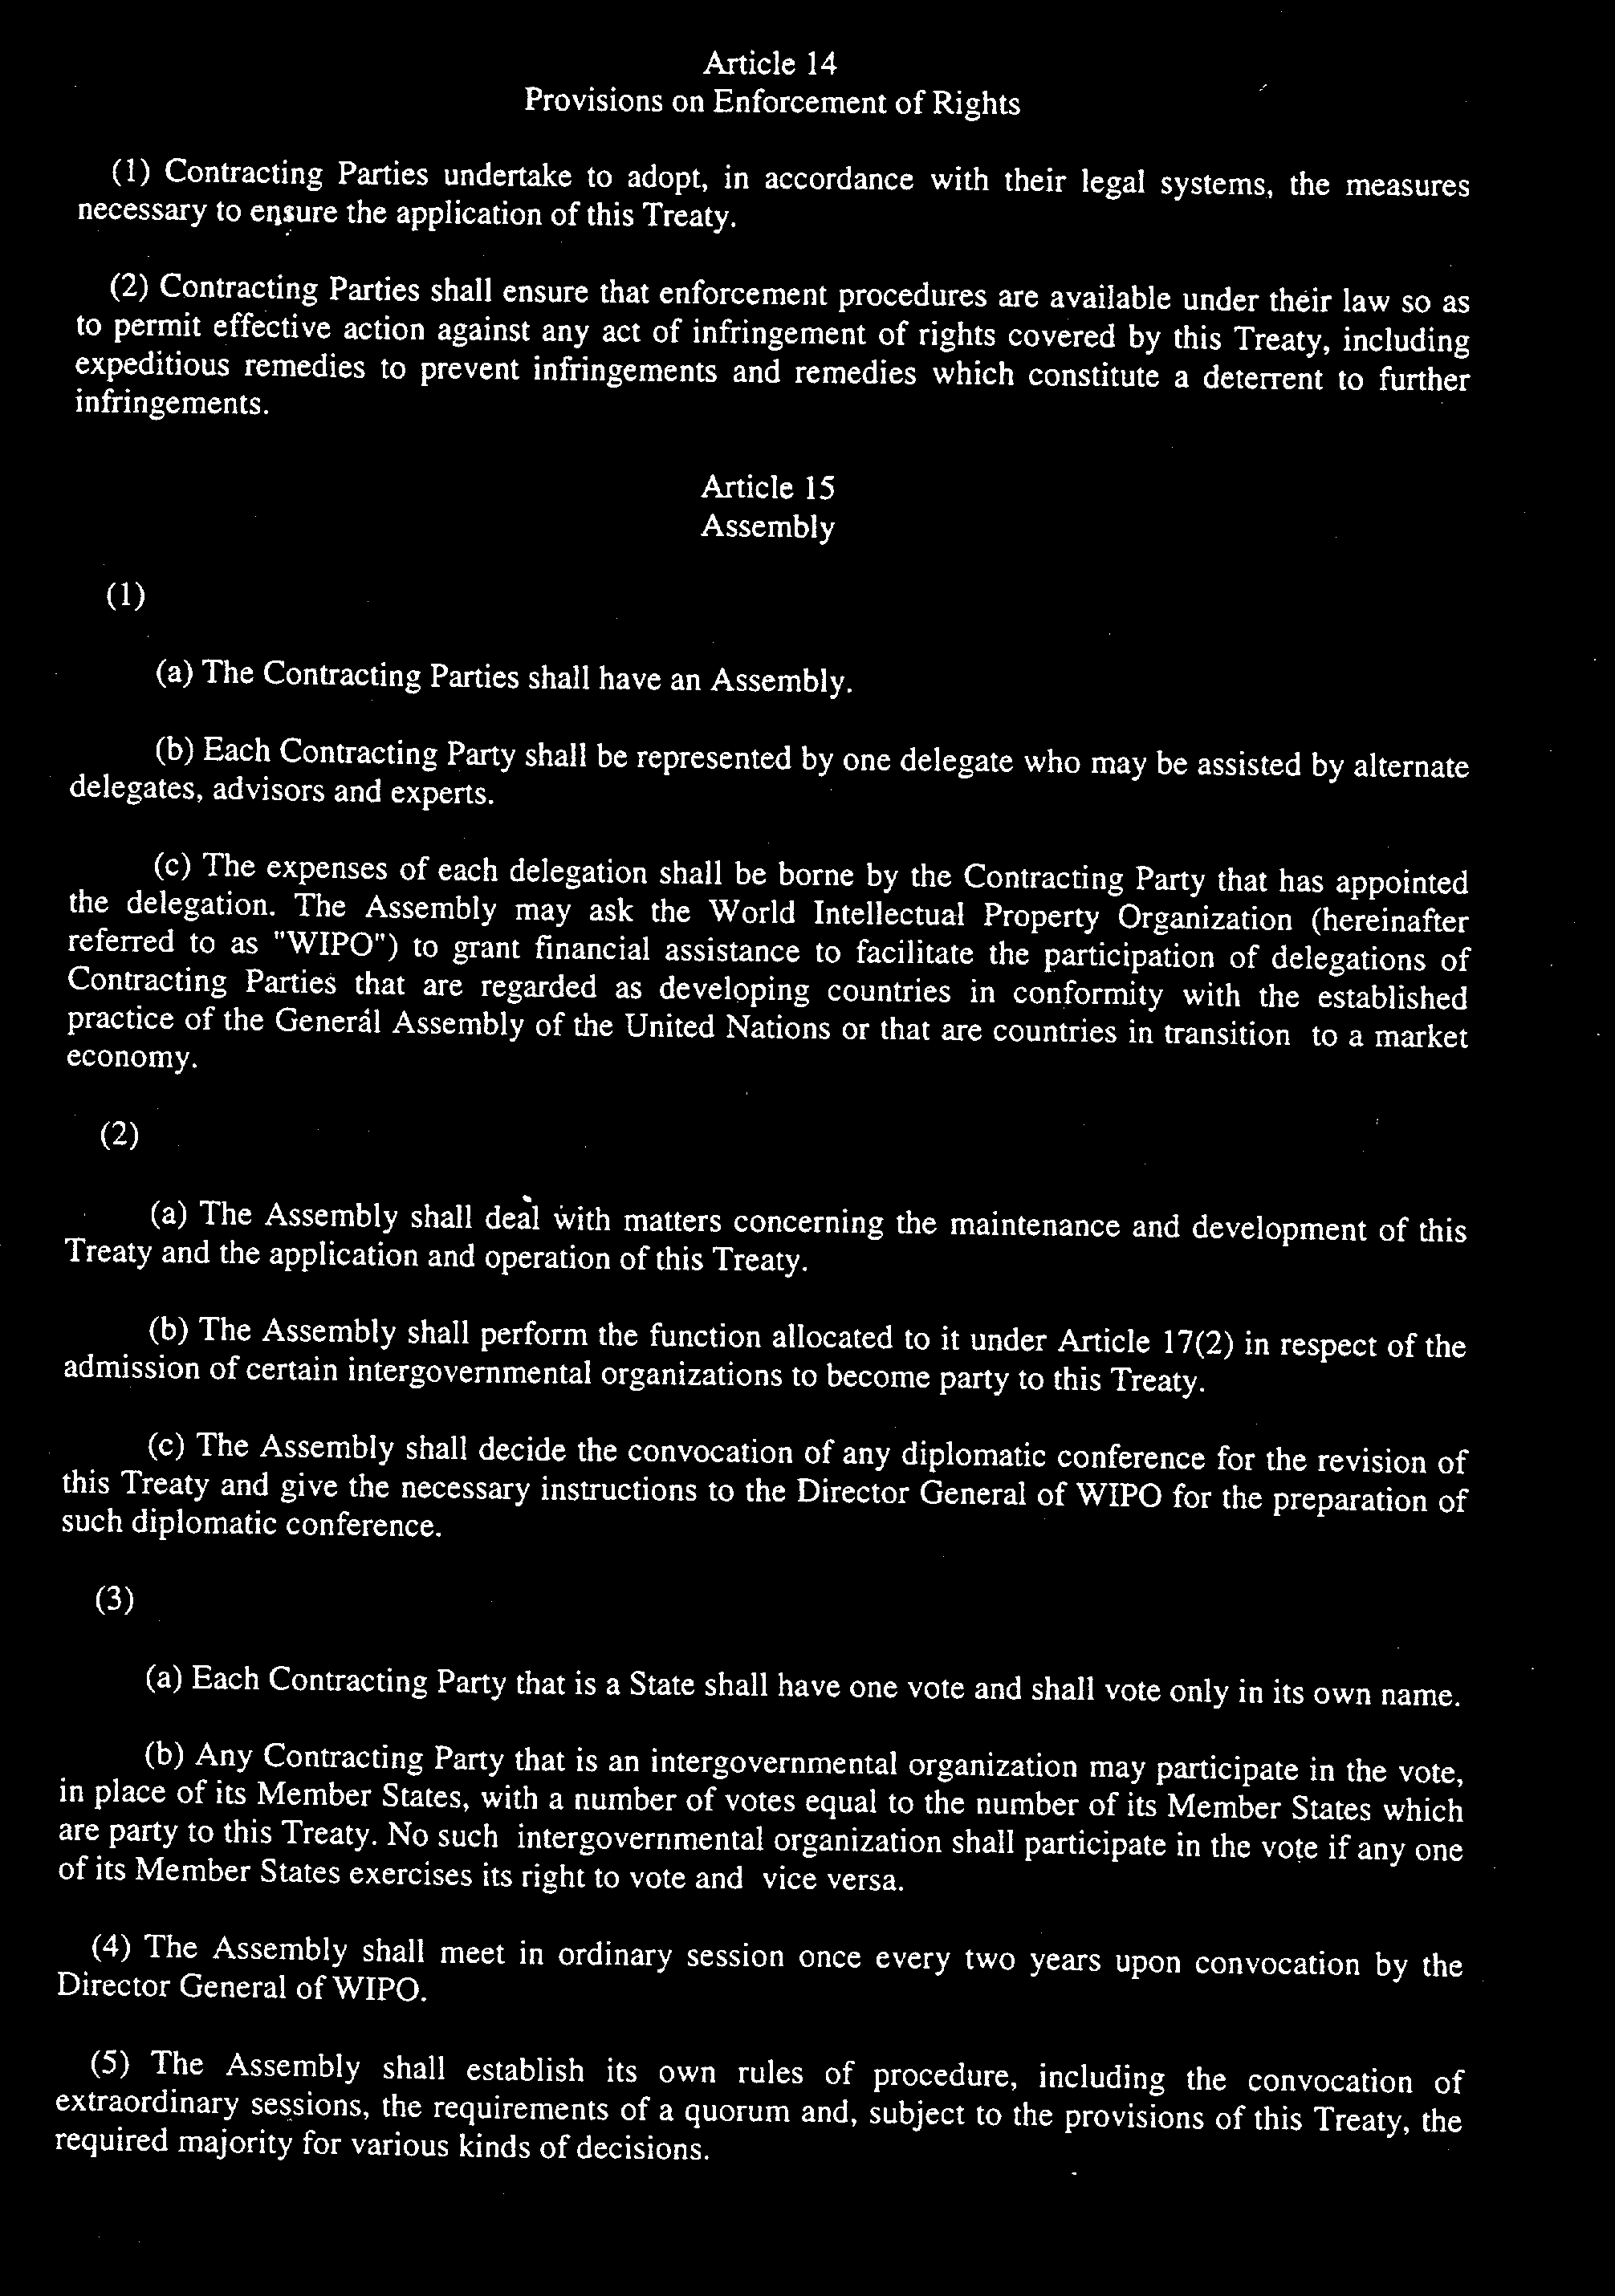 Article 14
Provisions on Enforcement of Rights
(1) Contracting Parties undertake to adopt, in accordance with their legal systems, the measures
necessary to ensure the application of this Treaty.
(2) Contracting Parties shall ensure that enforcement procedures are available under their law so as
to permit effective action against any act of infringement of rights covered by this Treaty, including
expeditious remedies to prevent infringements and remedies which constitute a deterrent to further
infringements.
Article 15
Assembly
(1)
(a) The Contracting Parties shall have an Assembly.
(b) Each Contracting Party shall be represented by one delegate who may be assisted by alternate
delegates, advisors and experts.
(c) The expenses of each delegation shall be borne by the Contracting Party that has appointed
the delegation. The Assembly may ask the World Intellectual Property Organization (hereinafter
referred to as "WIPO") to grant financial assistance to facilitate the participation of delegations of
Contracting Parties that are regarded as developing countries in conformity with the established
practice of the General Assembly of the United Nations or that are countries in transition to a market
economy.
(2)
(a) The Assembly shall deal with matters concerning the maintenance and development of this
Treaty and the application and operation of this Treaty.
(b) The Assembly shall perform the function allocated to it under Article 17(2) in respect of the
admission of certain intergovernmental organizations to become party to this Treaty.
(c) The Assembly shall decide the convocation of any diplomatic conference for the revision of
this Treaty and give the necessary instructions to the Director General of WIPO for the preparation of
such diplomatic conference.
(3)
(a) Each Contracting Party that is a State shall have one vote and shall vote only in its own name.
(b) Any Contracting Party that is an intergovernmental organization may participate in the vote,
in place of its Member States, with a number of votes equal to the number of its Member States which
are party to this Treaty. No such intergovernmental organization shall participate in the vote if any one
of its Member States exercises its right to vote and vice versa.
(4) The Assembly shall meet in ordinary session once every two years upon convocation by the
Director General of WIPO.
(5) The Assembly shall establish its own rules of procedure, including the convocation of
extraordinary sessions, the requirements of a quorum and, subject to the provisions of this Treaty, the
required majority for various kinds of decisions.